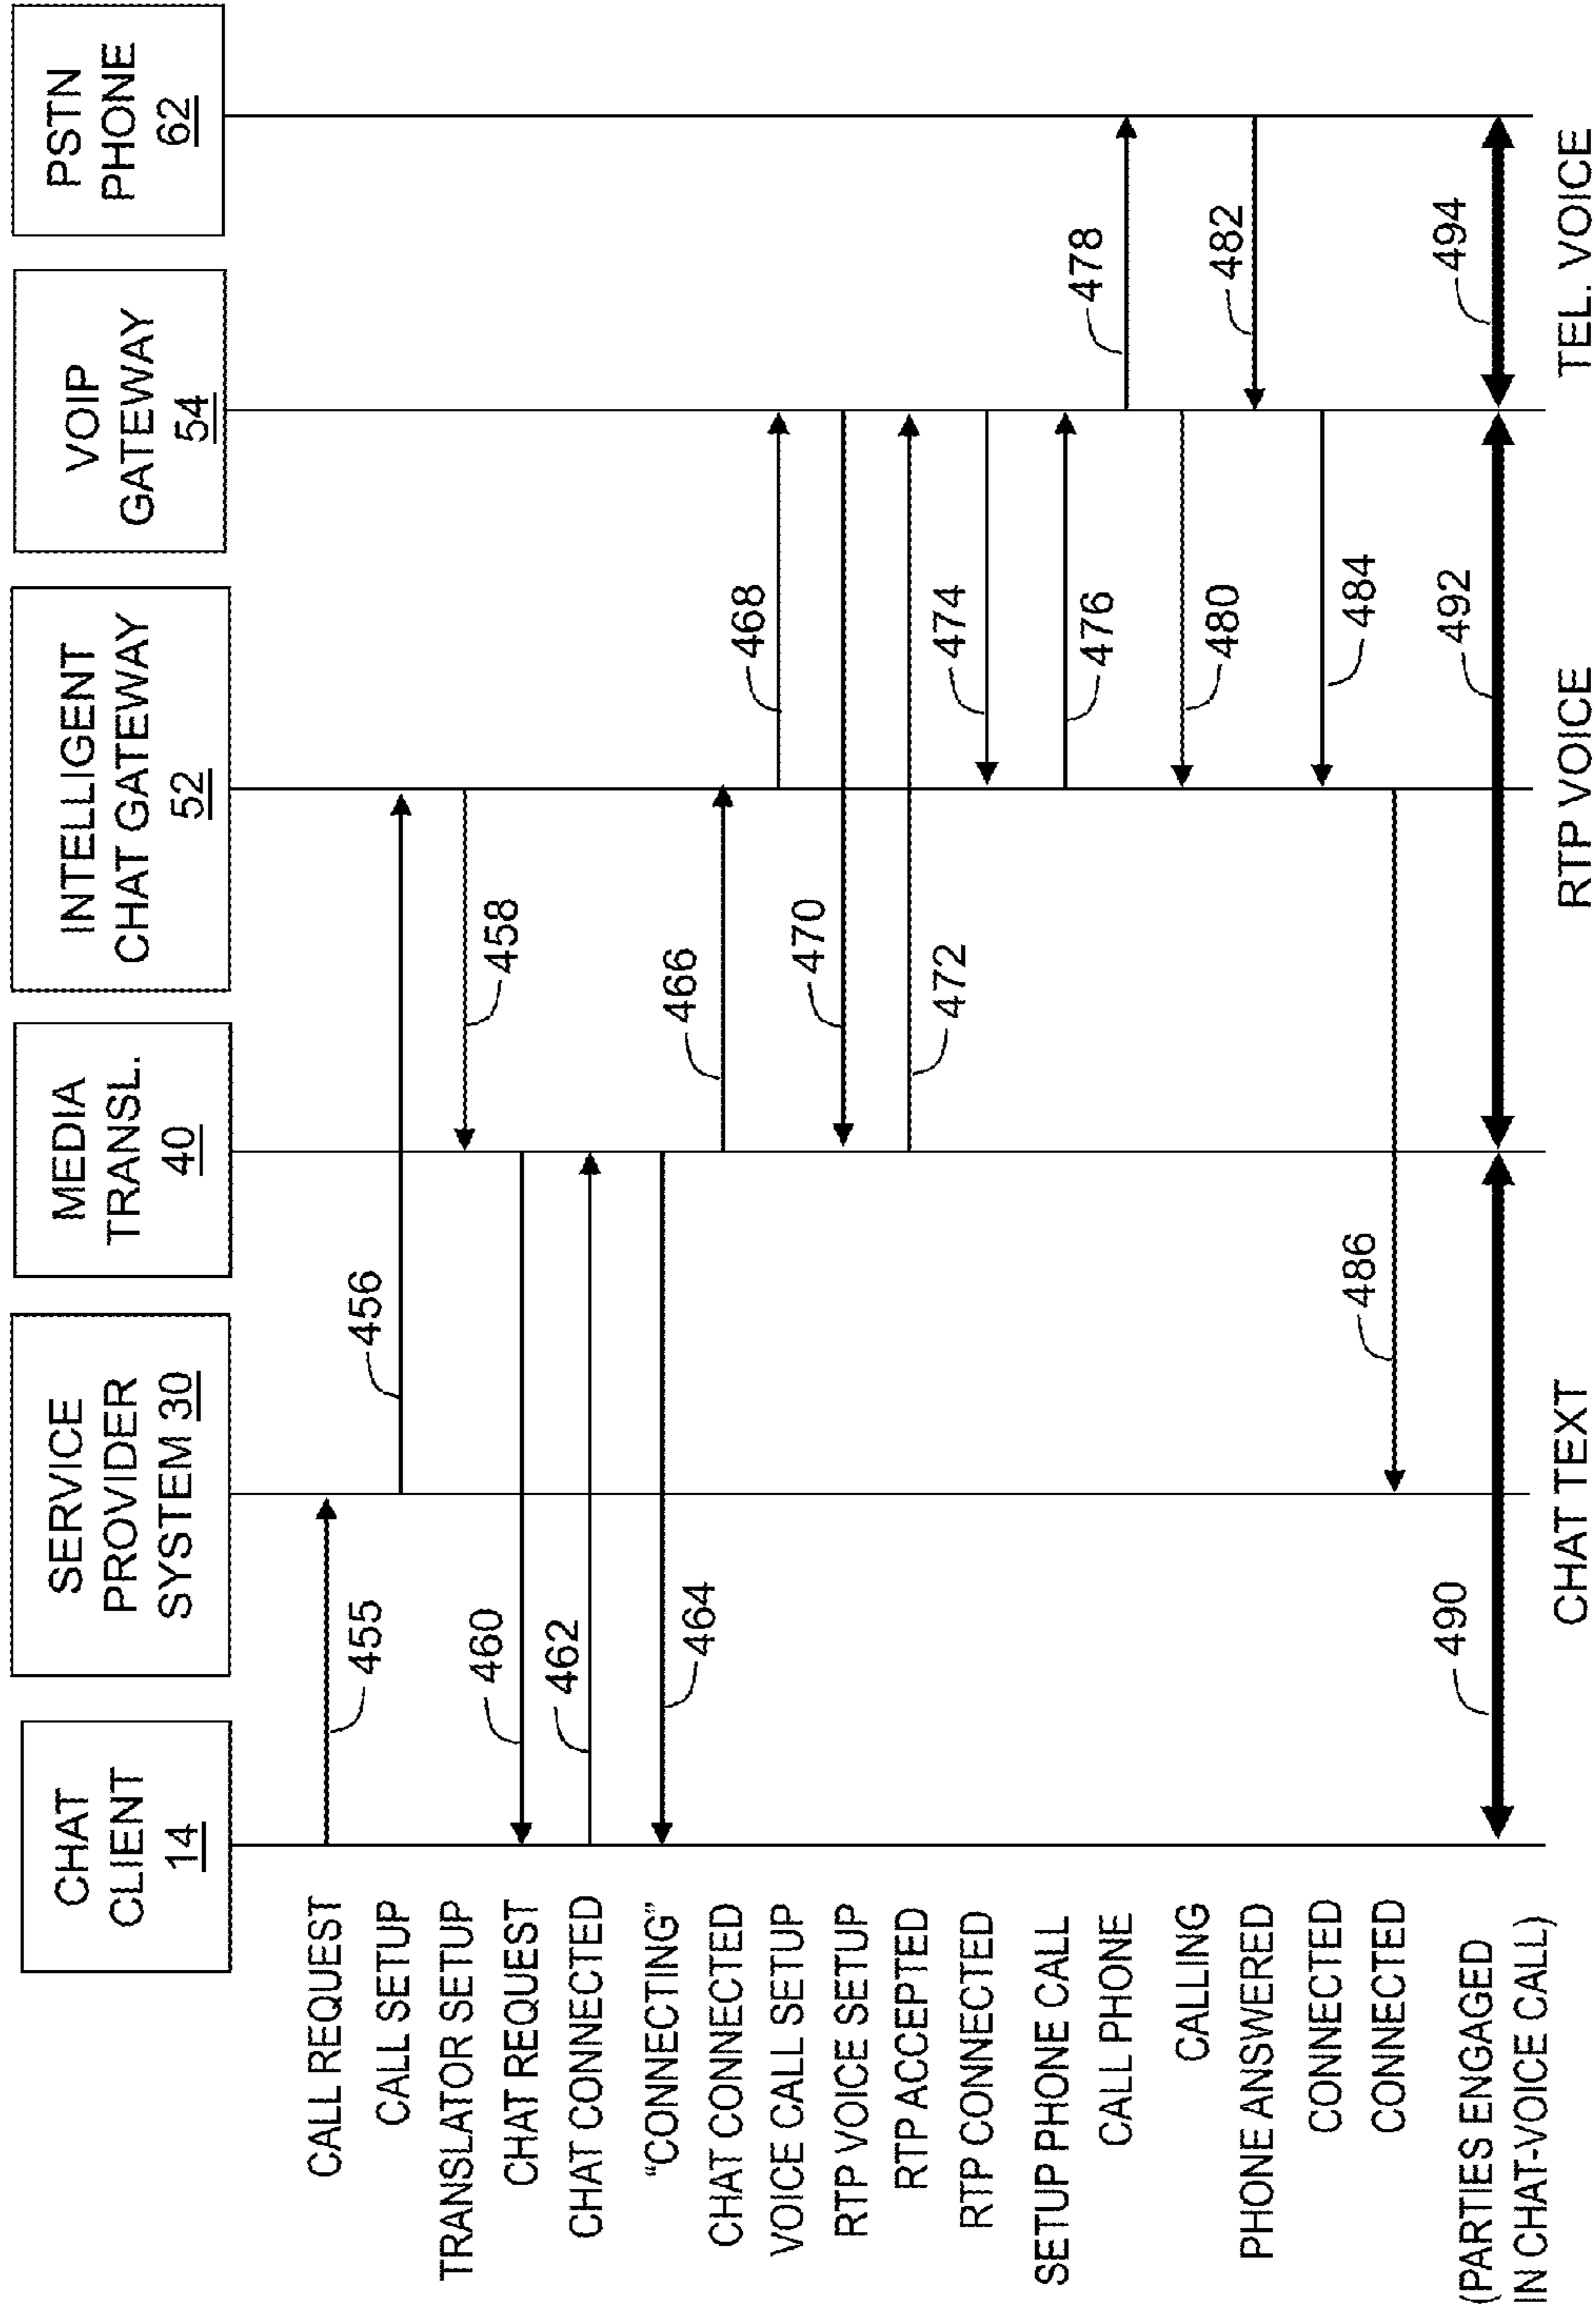 CHAT
CLIENT
14
SERVICE
PROVIDER
SYSTEM 30
MEDIA
TRANSL.
40
INTELLIGENT
CHAT GATEWAY
52
VOIP
GATEWAY
54
PSTN
PHONE
62
CALL REQUEST
455
CALL SETUP
456
TRANSLATOR SETUP
458
CHAT REQUEST
460
CHAT CONNECTED
462
"CONNECTING"
464
CHAT CONNECTED
466
VOICE CALL SETUP
468
RTP VOICE SETUP
470
RTP ACCEPTED
472
RTP CONNECTED
474
SETUP PHONE CALL
476
CALL PHONE
478
CALLING
480
PHONE ANSWERED
482
CONNECTED
484
CONNECTED
486
(PARTIES ENGAGED
IN CHAT-VOICE CALL)
490
492
494
CHAT TEXT
RTP VOICE
TEL. VOICE